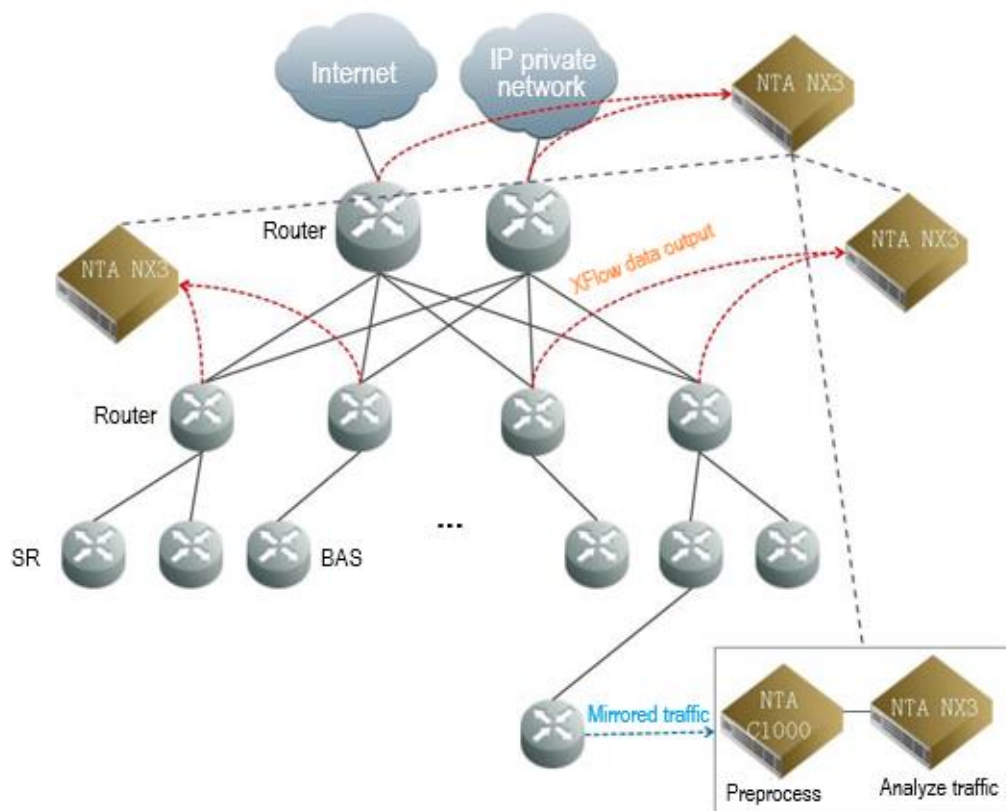 Internet
IP private
network
NTA NX3
Router
NTA NX3
XFlow data output
NTA NX3
Router
SR
BAS
...
Mirrored traffic
NTA
C1000
NTA NX3
Preprocess
Analyze traffic